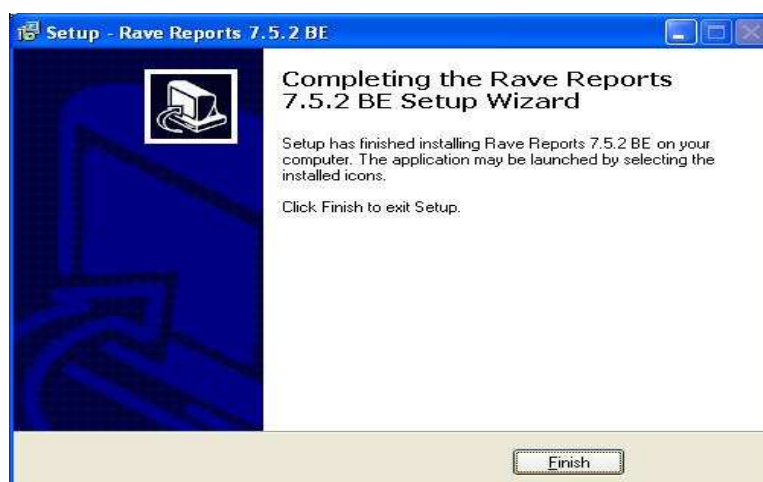 Setup - Rave Reports 7.5.2 BE
Completing the Rave Reports
7.5.2 BE Setup Wizard
Setup has finished installing Rave Reports 7.5.2 BE on your
computer. The application may be launched by selecting the
installed icons.
Click Finish to exit Setup.
Finish